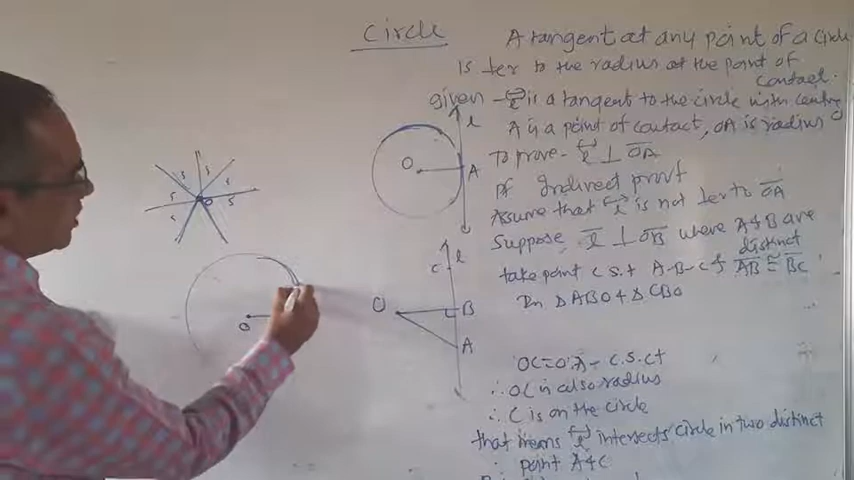 Circle
A tangent at any point of a circle
is ter to the radius at the point of
contact.
given - l is a tangent to the circle with centre O
A is a point of contact, OA is radius
To prove - l ⊥ OA
Pf Indirect proof
Assume that l is not ter to OA
Suppose l ⊥ OB where A & B are
distinct
take point C s.t A-B-C & AB ≅ BC
In △ABO & △CBO
OC = OA - C.S.C.T
∴ OC is also radius
∴ C is on the circle
that means l intersects circle in two distinct
∴ point A & C
l
O
A
l
C
O
B
A
O